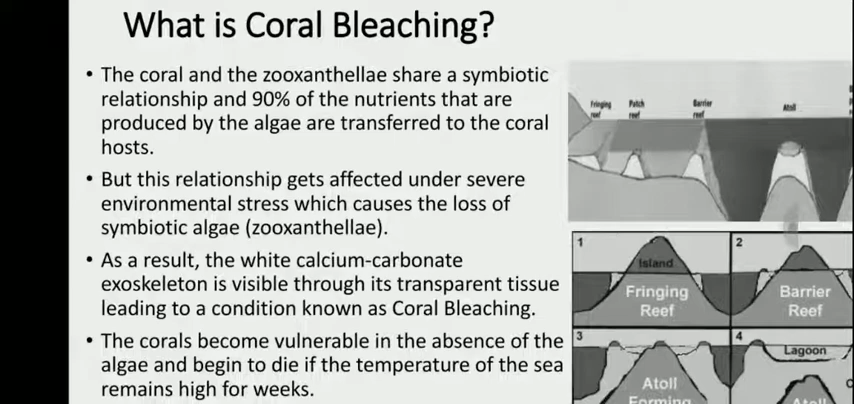 What is Coral Bleaching?
• The coral and the zooxanthellae share a symbiotic
relationship and 90% of the nutrients that are
produced by the algae are transferred to the coral
hosts.
• But this relationship gets affected under severe
environmental stress which causes the loss of
symbiotic algae (zooxanthellae).
• As a result, the white calcium-carbonate
exoskeleton is visible through its transparent tissue
leading to a condition known as Coral Bleaching.
• The corals become vulnerable in the absence of the
algae and begin to die if the temperature of the sea
remains high for weeks.
Fringing
reef
Patch
reef
Barrier
reef
Atoll
1
Island
Fringing
Reef
2
Barrier
Reef
3
Atoll
Forming
4
Lagoon
Atoll